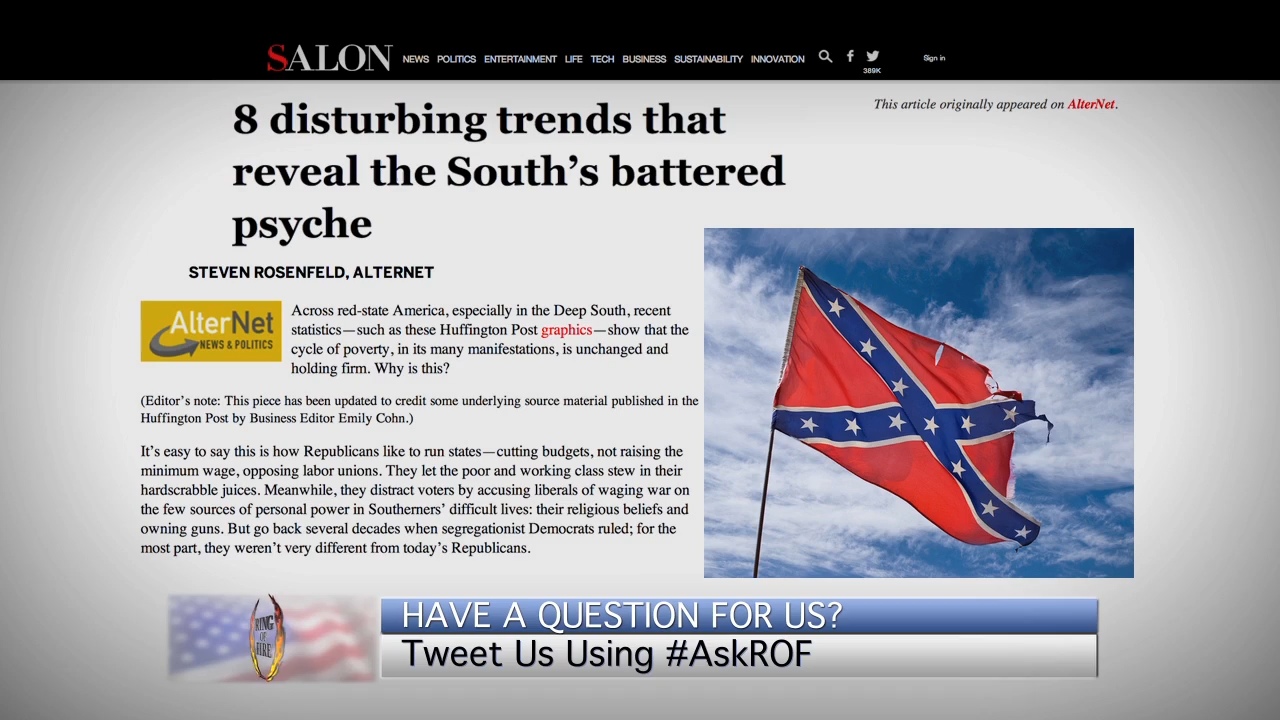 SALON NEWS POLITICS ENTERTAINMENT LIFE TECH BUSINESS SUSTAINABILITY INNOVATION Sign in
389K
This article originally appeared on AlterNet.
8 disturbing trends that
reveal the South’s battered
psyche
STEVEN ROSENFELD, ALTERNET
AlterNet
NEWS & POLITICS
Across red-state America, especially in the Deep South, recent
statistics—such as these Huffington Post graphics—show that the
cycle of poverty, in its many manifestations, is unchanged and
holding firm. Why is this?
(Editor’s note: This piece has been updated to credit some underlying source material published in the
Huffington Post by Business Editor Emily Cohn.)
It’s easy to say this is how Republicans like to run states—cutting budgets, not raising the
minimum wage, opposing labor unions. They let the poor and working class stew in their
hardscrabble juices. Meanwhile, they distract voters by accusing liberals of waging war on
the few sources of personal power in Southerners’ difficult lives: their religious beliefs and
owning guns. But go back several decades when segregationist Democrats ruled; for the
most part, they weren’t very different from today’s Republicans.
RING
OF
FIRE
HAVE A QUESTION FOR US?
Tweet Us Using #AskROF